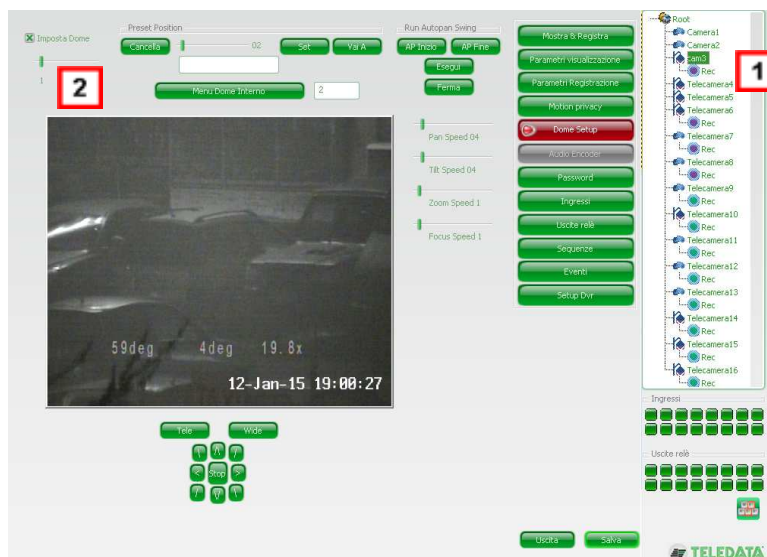 Imposta Dome
1
2
Preset Position
Cancella
02
Set
Vai A
Menu Dome Interno
2
Run Autopan Swing
AP Inizio
AP Fine
Esegui
Ferma
Pan Speed 04
Tilt Speed 04
Zoom Speed 1
Focus Speed 1
59deg 4deg 19.8x
12-Jan-15 19:00:27
Tele
Wide
<
Stop
>
Mostra & Registra
Parametri visualizzazione
Parametri Registrazione
Motion privacy
Dome Setup
Audio Encoder
Password
Ingressi
Uscite relè
Sequenze
Eventi
Setup Dvr
Uscita
Salva
Root
Camera1
Camera2
cam3
1
Rec
Telecamera4
Telecamera5
Telecamera6
Rec
Telecamera7
Rec
Telecamera8
Rec
Telecamera9
Rec
Telecamera10
Rec
Telecamera11
Rec
Telecamera12
Rec
Telecamera13
Rec
Telecamera14
Rec
Telecamera15
Rec
Telecamera16
Rec
Ingressi
Uscite relè
TELEDATA